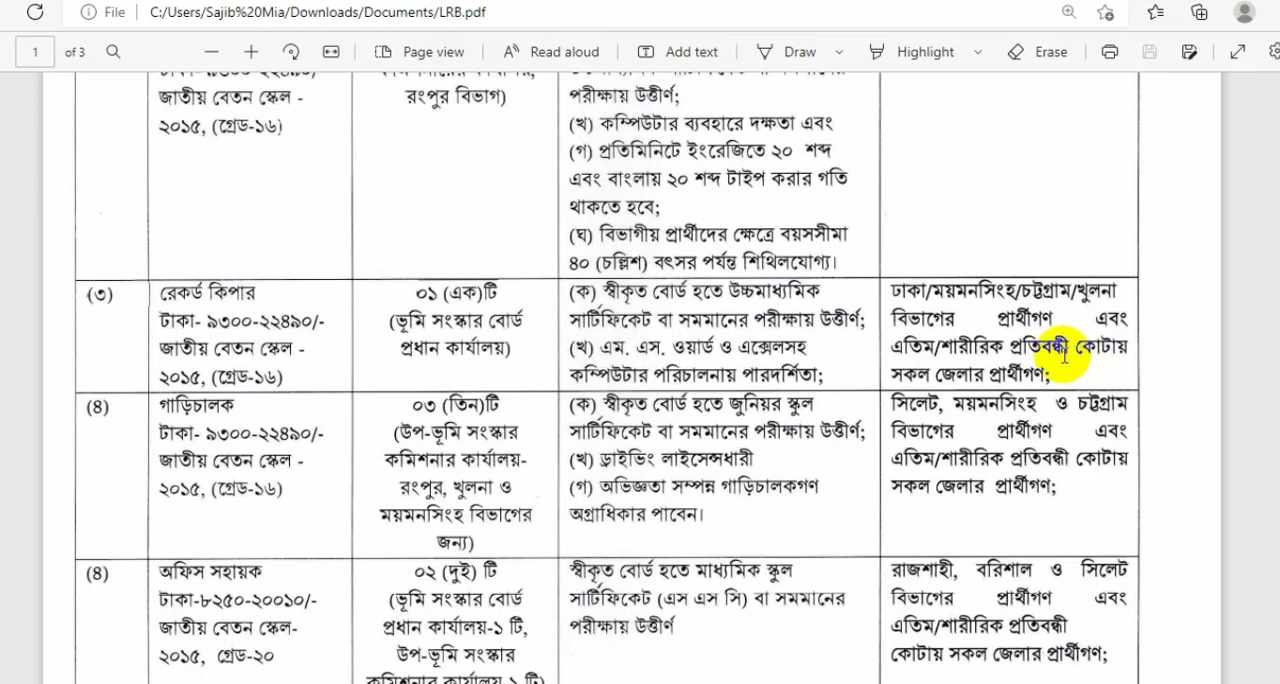 File C:/Users/Sajib%20Mia/Downloads/Documents/LRB.pdf
1 of 3 Page view Read aloud Add text Draw Highlight Erase
টাকা- ৯৩০০-২২৪৯০/-
জাতীয় বেতন স্কেল -
২০১৫, (গ্রেড-১৬)
রংপুর বিভাগ)
পরীক্ষায় উত্তীর্ণ;
(খ) কম্পিউটার ব্যবহারে দক্ষতা এবং
(গ) প্রতিমিনিটে ইংরেজিতে ২০ শব্দ
এবং বাংলায় ২০ শব্দ টাইপ করার গতি
থাকতে হবে;
(ঘ) বিভাগীয় প্রার্থীদের ক্ষেত্রে বয়সসীমা
৪০ (চল্লিশ) বৎসর পর্যন্ত শিথিলযোগ্য।
(৩)
রেকর্ড কিপার
টাকা- ৯৩০০-২২৪৯০/-
জাতীয় বেতন স্কেল -
২০১৫, (গ্রেড-১৬)
০১ (এক)টি
(ভূমি সংস্কার বোর্ড
প্রধান কার্যালয়)
(ক) স্বীকৃত বোর্ড হতে উচ্চমাধ্যমিক
সার্টিফিকেট বা সমমানের পরীক্ষায় উত্তীর্ণ;
(খ) এম. এস. ওয়ার্ড ও এক্সেলসহ
কম্পিউটার পরিচালনায় পারদর্শিতা;
ঢাকা/ময়মনসিংহ/চট্টগ্রাম/খুলনা
বিভাগের প্রার্থীগণ এবং
এতিম/শারীরিক প্রতিবন্ধী কোটায়
সকল জেলার প্রার্থীগণ;
(৪)
গাড়িচালক
টাকা- ৯৩০০-২২৪৯০/-
জাতীয় বেতন স্কেল -
২০১৫, (গ্রেড-১৬)
০৩ (তিন)টি
(উপ-ভূমি সংস্কার
কমিশনার কার্যালয়-
রংপুর, খুলনা ও
ময়মনসিংহ বিভাগের
জন্য)
(ক) স্বীকৃত বোর্ড হতে জুনিয়র স্কুল
সার্টিফিকেট বা সমমানের পরীক্ষায় উত্তীর্ণ;
(খ) ড্রাইভিং লাইসেন্সধারী
(গ) অভিজ্ঞতা সম্পন্ন গাড়িচালকগণ
অগ্রাধিকার পাবেন।
সিলেট, ময়মনসিংহ ও চট্টগ্রাম
বিভাগের প্রার্থীগণ এবং
এতিম/শারীরিক প্রতিবন্ধী কোটায়
সকল জেলার প্রার্থীগণ;
(৪)
অফিস সহায়ক
টাকা-৮২৫০-২০০১০/-
জাতীয় বেতন স্কেল-
২০১৫, গ্রেড-২০
০২ (দুই) টি
(ভূমি সংস্কার বোর্ড
প্রধান কার্যালয়-১ টি,
উপ-ভূমি সংস্কার
কমিশনার কার্যালয় ১ টি)
স্বীকৃত বোর্ড হতে মাধ্যমিক স্কুল
সার্টিফিকেট (এস এস সি) বা সমমানের
পরীক্ষায় উত্তীর্ণ
রাজশাহী, বরিশাল ও সিলেট
বিভাগের প্রার্থীগণ এবং
এতিম/শারীরিক প্রতিবন্ধী
কোটায় সকল জেলার প্রার্থীগণ;